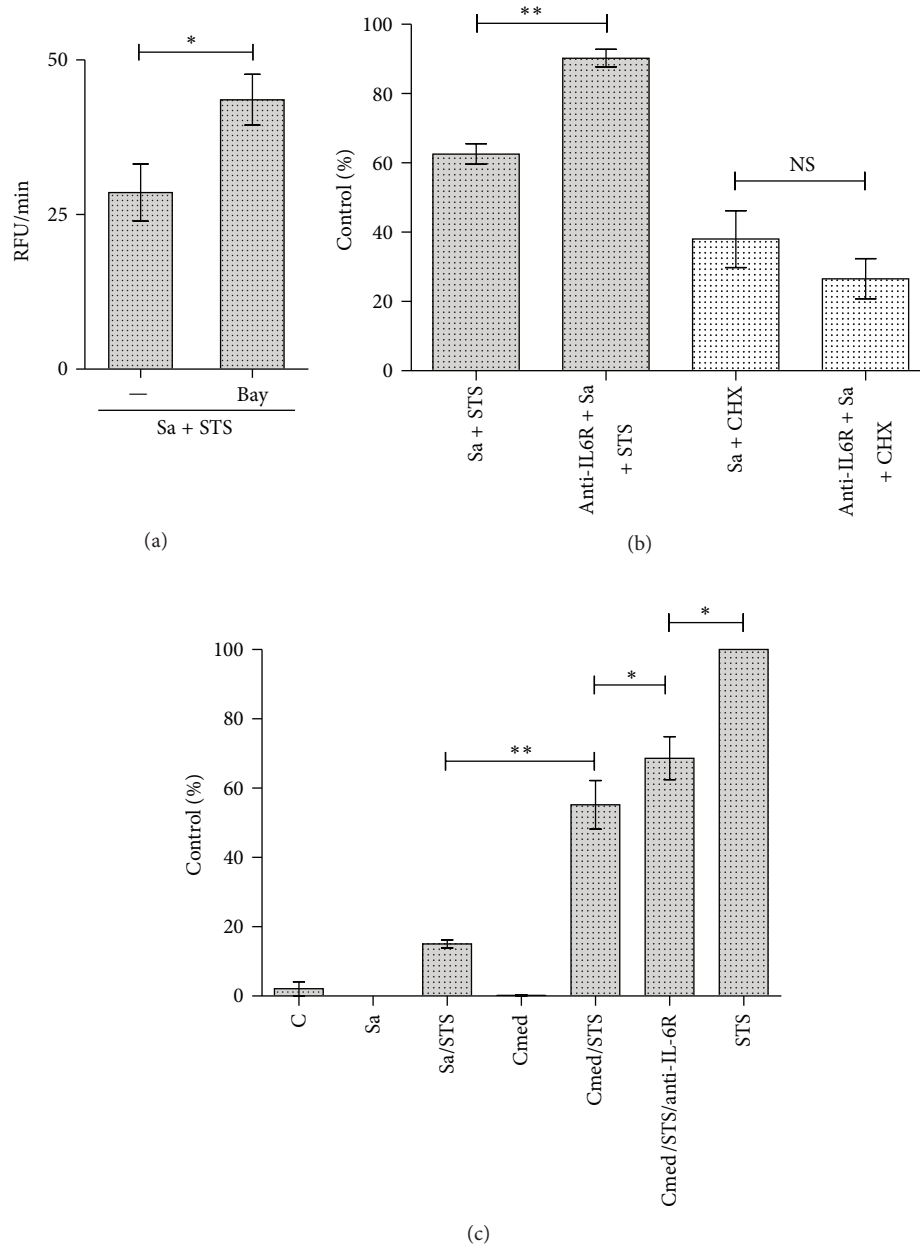 *
50
25
0
RFU/min
—
Bay
Sa + STS
(a)
**
NS
100
80
60
40
20
0
Control (%)
Sa + STS
Anti-IL6R + Sa
+ STS
Sa + CHX
Anti-IL6R + Sa
+ CHX
(b)
*
*
**
100
80
60
40
20
0
Control (%)
C
Sa
Sa/STS
Cmed
Cmed/STS
Cmed/STS/anti-IL-6R
STS
(c)